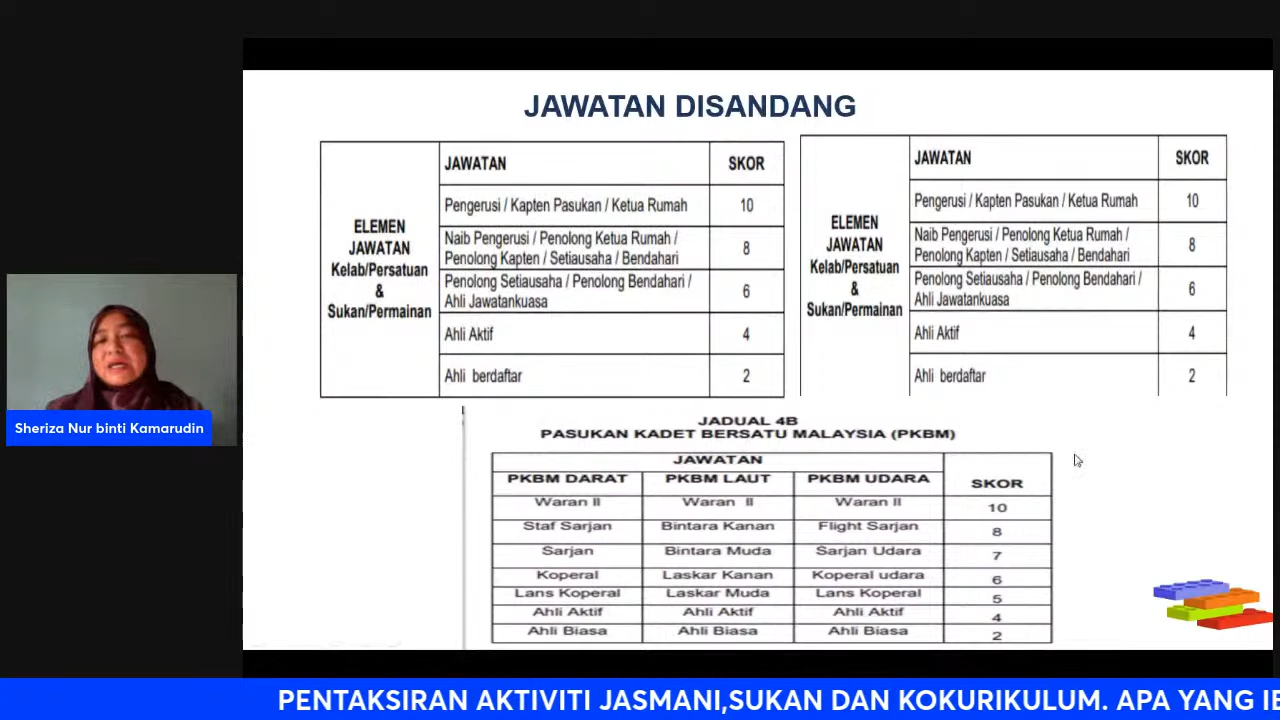 JAWATAN DISANDANG
ELEMEN
JAWATAN
Kelab/Persatuan
&
Sukan/Permainan
JAWATAN SKOR
Pengerusi / Kapten Pasukan / Ketua Rumah 10
Naib Pengerusi / Penolong Ketua Rumah /
Penolong Kapten / Setiausaha / Bendahari 8
Penolong Setiausaha / Penolong Bendahari /
Ahli Jawatankuasa 6
Ahli Aktif 4
Ahli berdaftar 2
ELEMEN
JAWATAN
Kelab/Persatuan
&
Sukan/Permainan
JAWATAN SKOR
Pengerusi / Kapten Pasukan / Ketua Rumah 10
Naib Pengerusi / Penolong Ketua Rumah /
Penolong Kapten / Setiausaha / Bendahari 8
Penolong Setiausaha / Penolong Bendahari /
Ahli Jawatankuasa 6
Ahli Aktif 4
Ahli berdaftar 2
JADUAL 4B
PASUKAN KADET BERSATU MALAYSIA (PKBM)
JAWATAN SKOR
PKBM DARAT PKBM LAUT PKBM UDARA
Waran II Waran II Waran II 10
Staf Sarjan Bintara Kanan Flight Sarjan 8
Sarjan Bintara Muda Sarjan Udara 7
Koperal Laskar Kanan Koperal udara 6
Lans Koperal Laskar Muda Lans Koperal 5
Ahli Aktif Ahli Aktif Ahli Aktif 4
Ahli Biasa Ahli Biasa Ahli Biasa 2
Sheriza Nur binti Kamarudin
PENTAKSIRAN AKTIVITI JASMANI,SUKAN DAN KOKURIKULUM. APA YANG